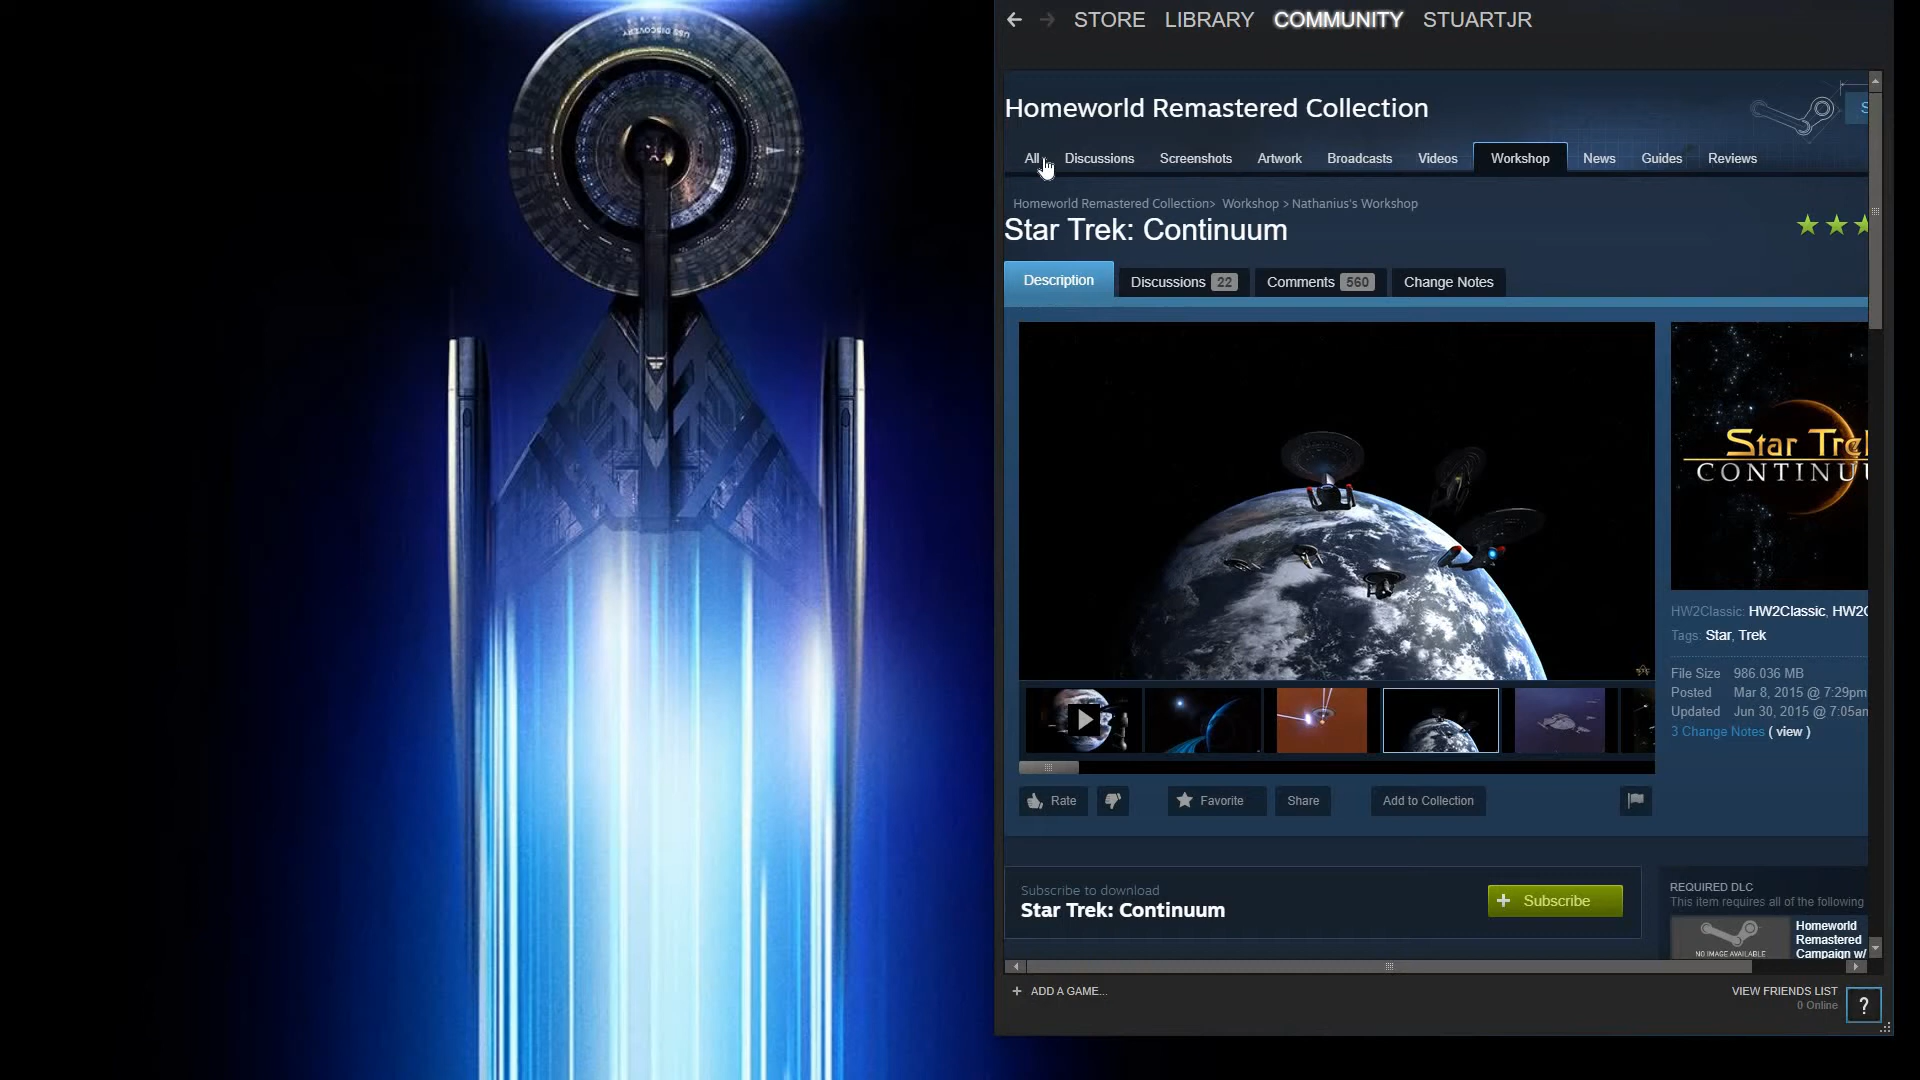 USS DISCOVERY
STORE LIBRARY COMMUNITY STUARTJR
Homeworld Remastered Collection
S
All Discussions Screenshots Artwork Broadcasts Videos Workshop News Guides Reviews
Homeworld Remastered Collection> Workshop > Nathanius's Workshop
Star Trek: Continuum
Description Discussions 22 Comments 560 Change Notes
Star Tre
CONTINU
HW2Classic: HW2Classic, HW2C
Tags: Star, Trek
File Size 986.036 MB
Posted Mar 8, 2015 @ 7:29pm
Updated Jun 30, 2015 @ 7:05am
3 Change Notes ( view )
Rate Favorite Share Add to Collection
Subscribe to download
Star Trek: Continuum
+ Subscribe
REQUIRED DLC
This item requires all of the following
NO IMAGE AVAILABLE
Homeworld
Remastered
Campaign w/
+ ADD A GAME...
VIEW FRIENDS LIST
0 Online
?